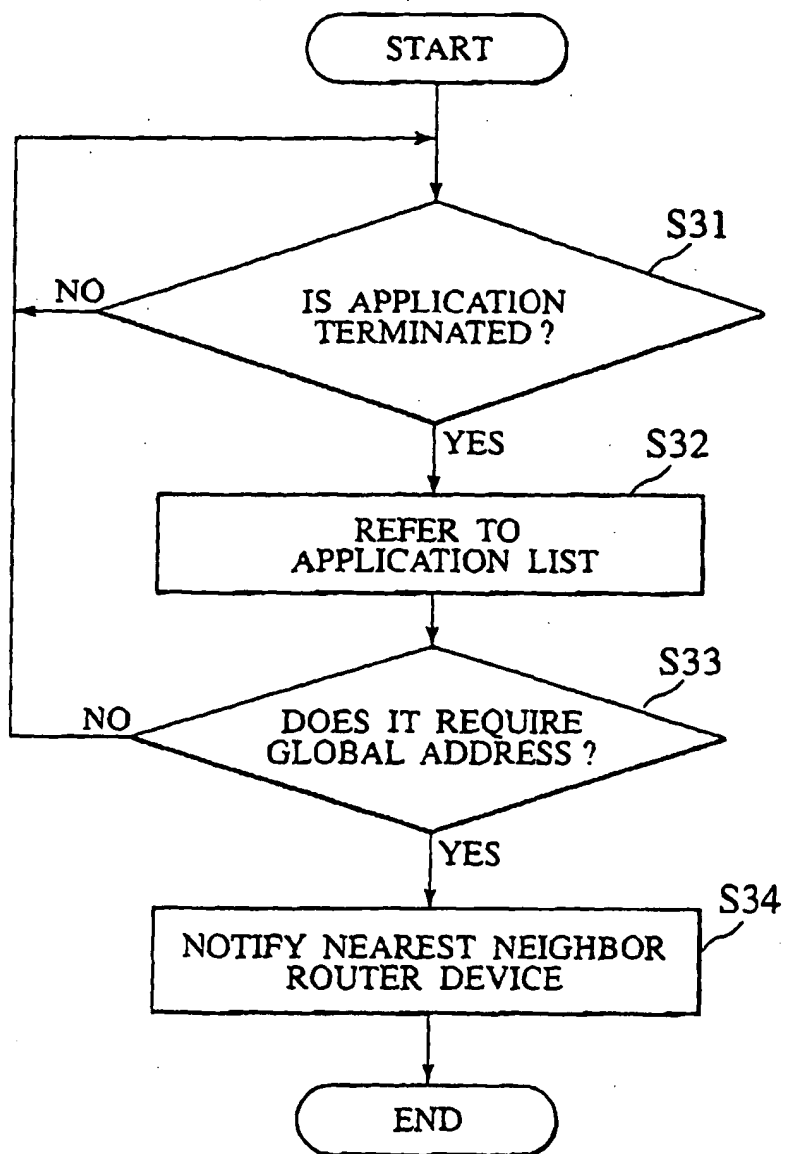 START
S31
NO
IS APPLICATION
TERMINATED ?
YES
S32
REFER TO
APPLICATION LIST
S33
NO
DOES IT REQUIRE
GLOBAL ADDRESS ?
YES
S34
NOTIFY NEAREST NEIGHBOR
ROUTER DEVICE
END